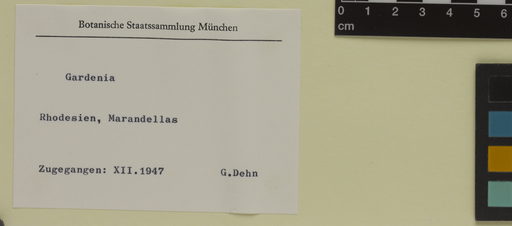 Botanische Staatssammlung München
Gardenia
Rhodesien, Marandellas
Zugegangen: XII.1947 G.Dehn
0 1 2 3 4 5 6
cm